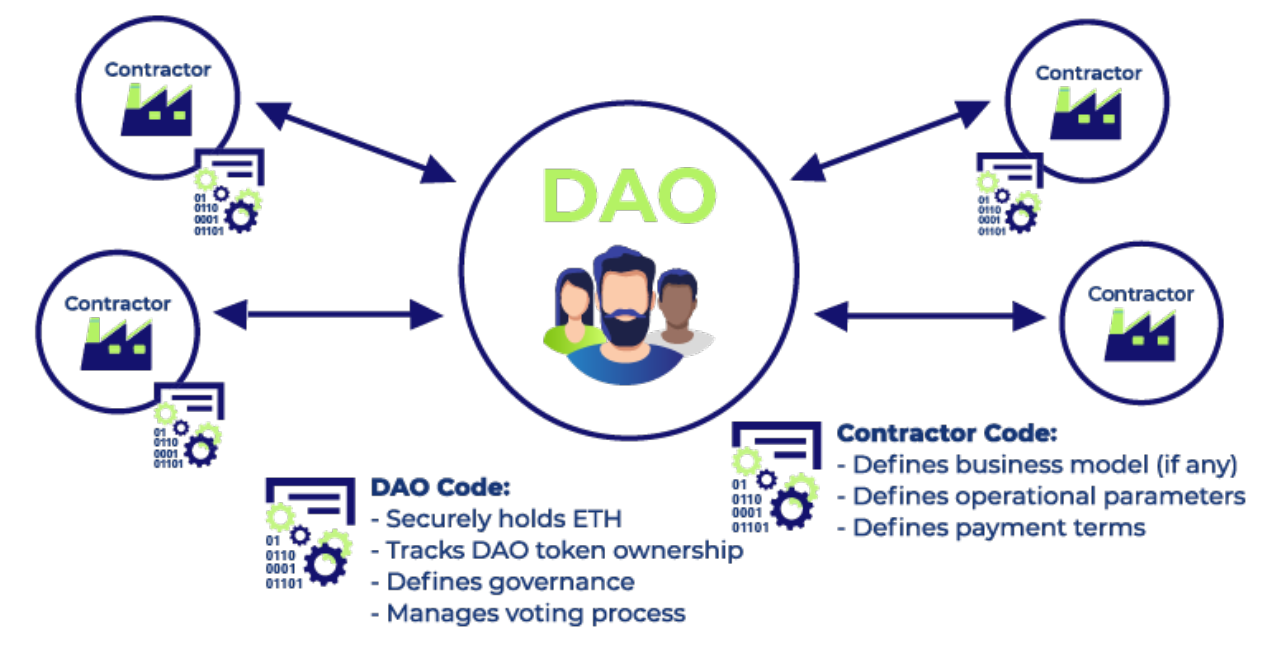 Contractor
Contractor
DAO
01
0110
0001
01101
01
0110
0001
01101
Contractor
Contractor
01
0110
0001
01101
DAO Code:
- Securely holds ETH
- Tracks DAO token ownership
- Defines governance
- Manages voting process
01
0110
0001
01101
Contractor Code:
- Defines business model (if any)
- Defines operational parameters
- Defines payment terms
01
0110
0001
01101